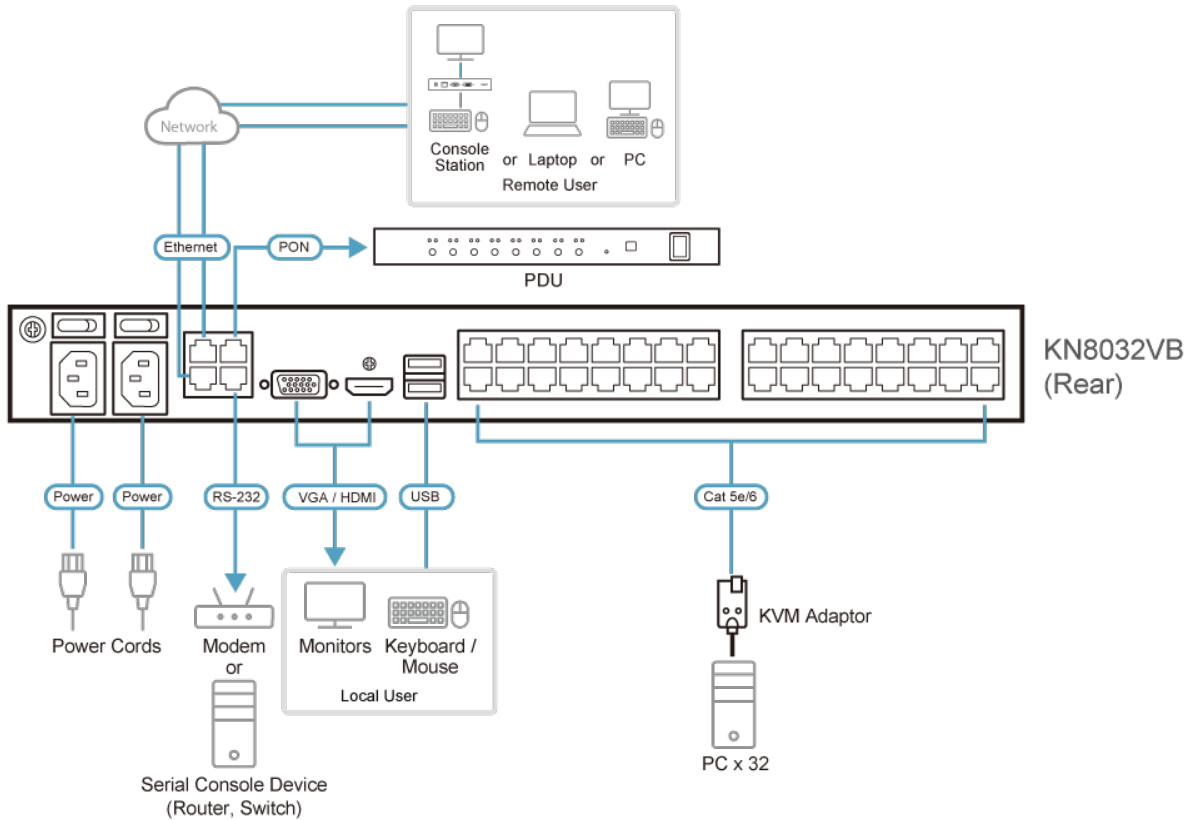 Network
Console
Station
or Laptop or PC
Remote User
Ethernet
PON
PDU
KN8032VB
(Rear)
Power
Power
RS-232
VGA / HDMI
USB
Cat 5e/6
Power Cords
Modem
or
Serial Console Device
(Router, Switch)
Monitors
Keyboard /
Mouse
Local User
KVM Adaptor
PC x 32